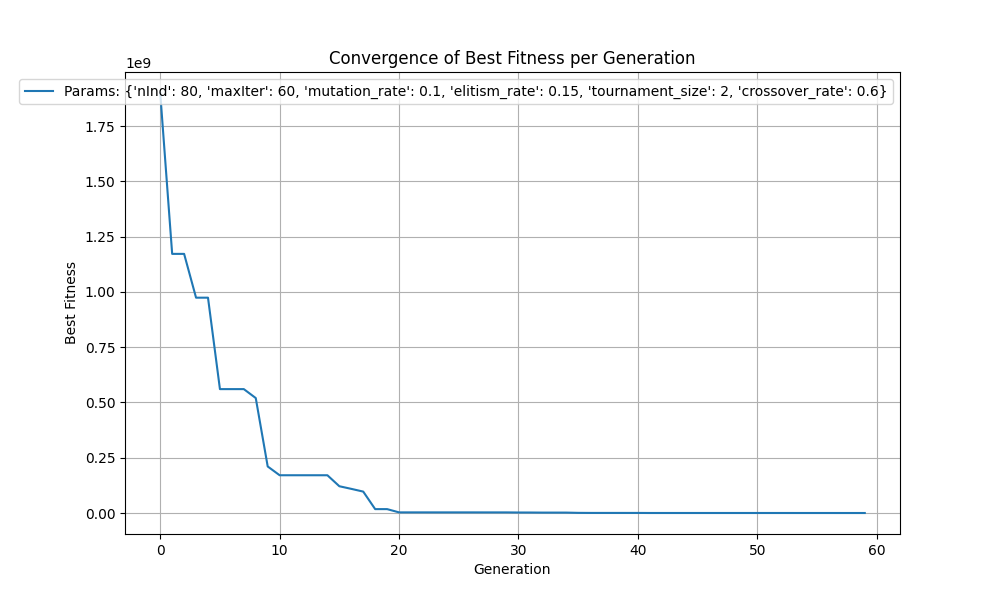 Convergence of Best Fitness per Generation
1e9
Params: {'nInd': 80, 'maxIter': 60, 'mutation_rate': 0.1, 'elitism_rate': 0.15, 'tournament_size': 2, 'crossover_rate': 0.6}
1.75
1.50
1.25
1.00
0.75
0.50
0.25
0.00
Best Fitness
0 10 20 30 40 50 60
Generation